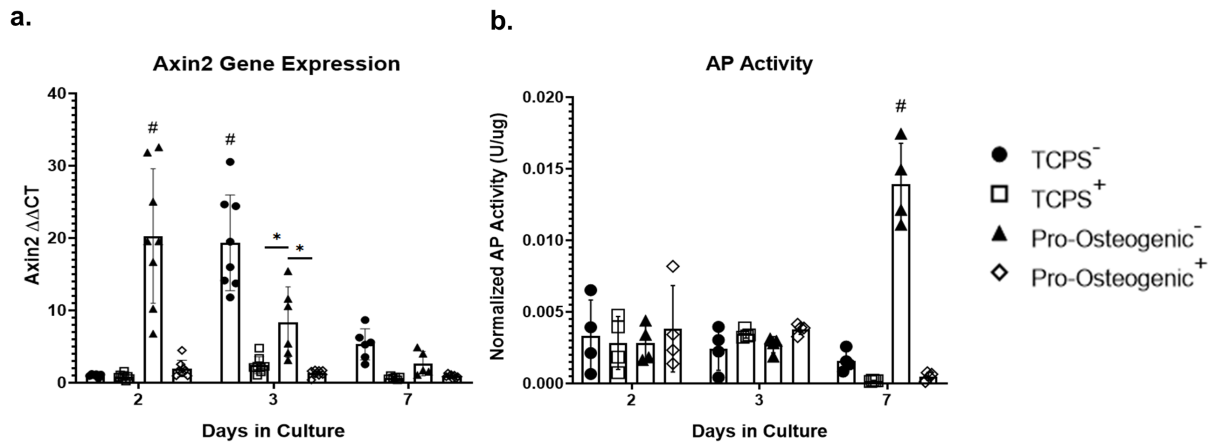 a.
Axin2 Gene Expression
Axin2 ΔΔCT
40
30
20
10
0
#
#
*
*
2
3
7
Days in Culture
b.
AP Activity
Normalized AP Activity (U/ug)
0.020
0.015
0.010
0.005
0.000
#
2
3
7
Days in Culture
TCPS⁻
TCPS⁺
Pro-Osteogenic⁻
Pro-Osteogenic⁺